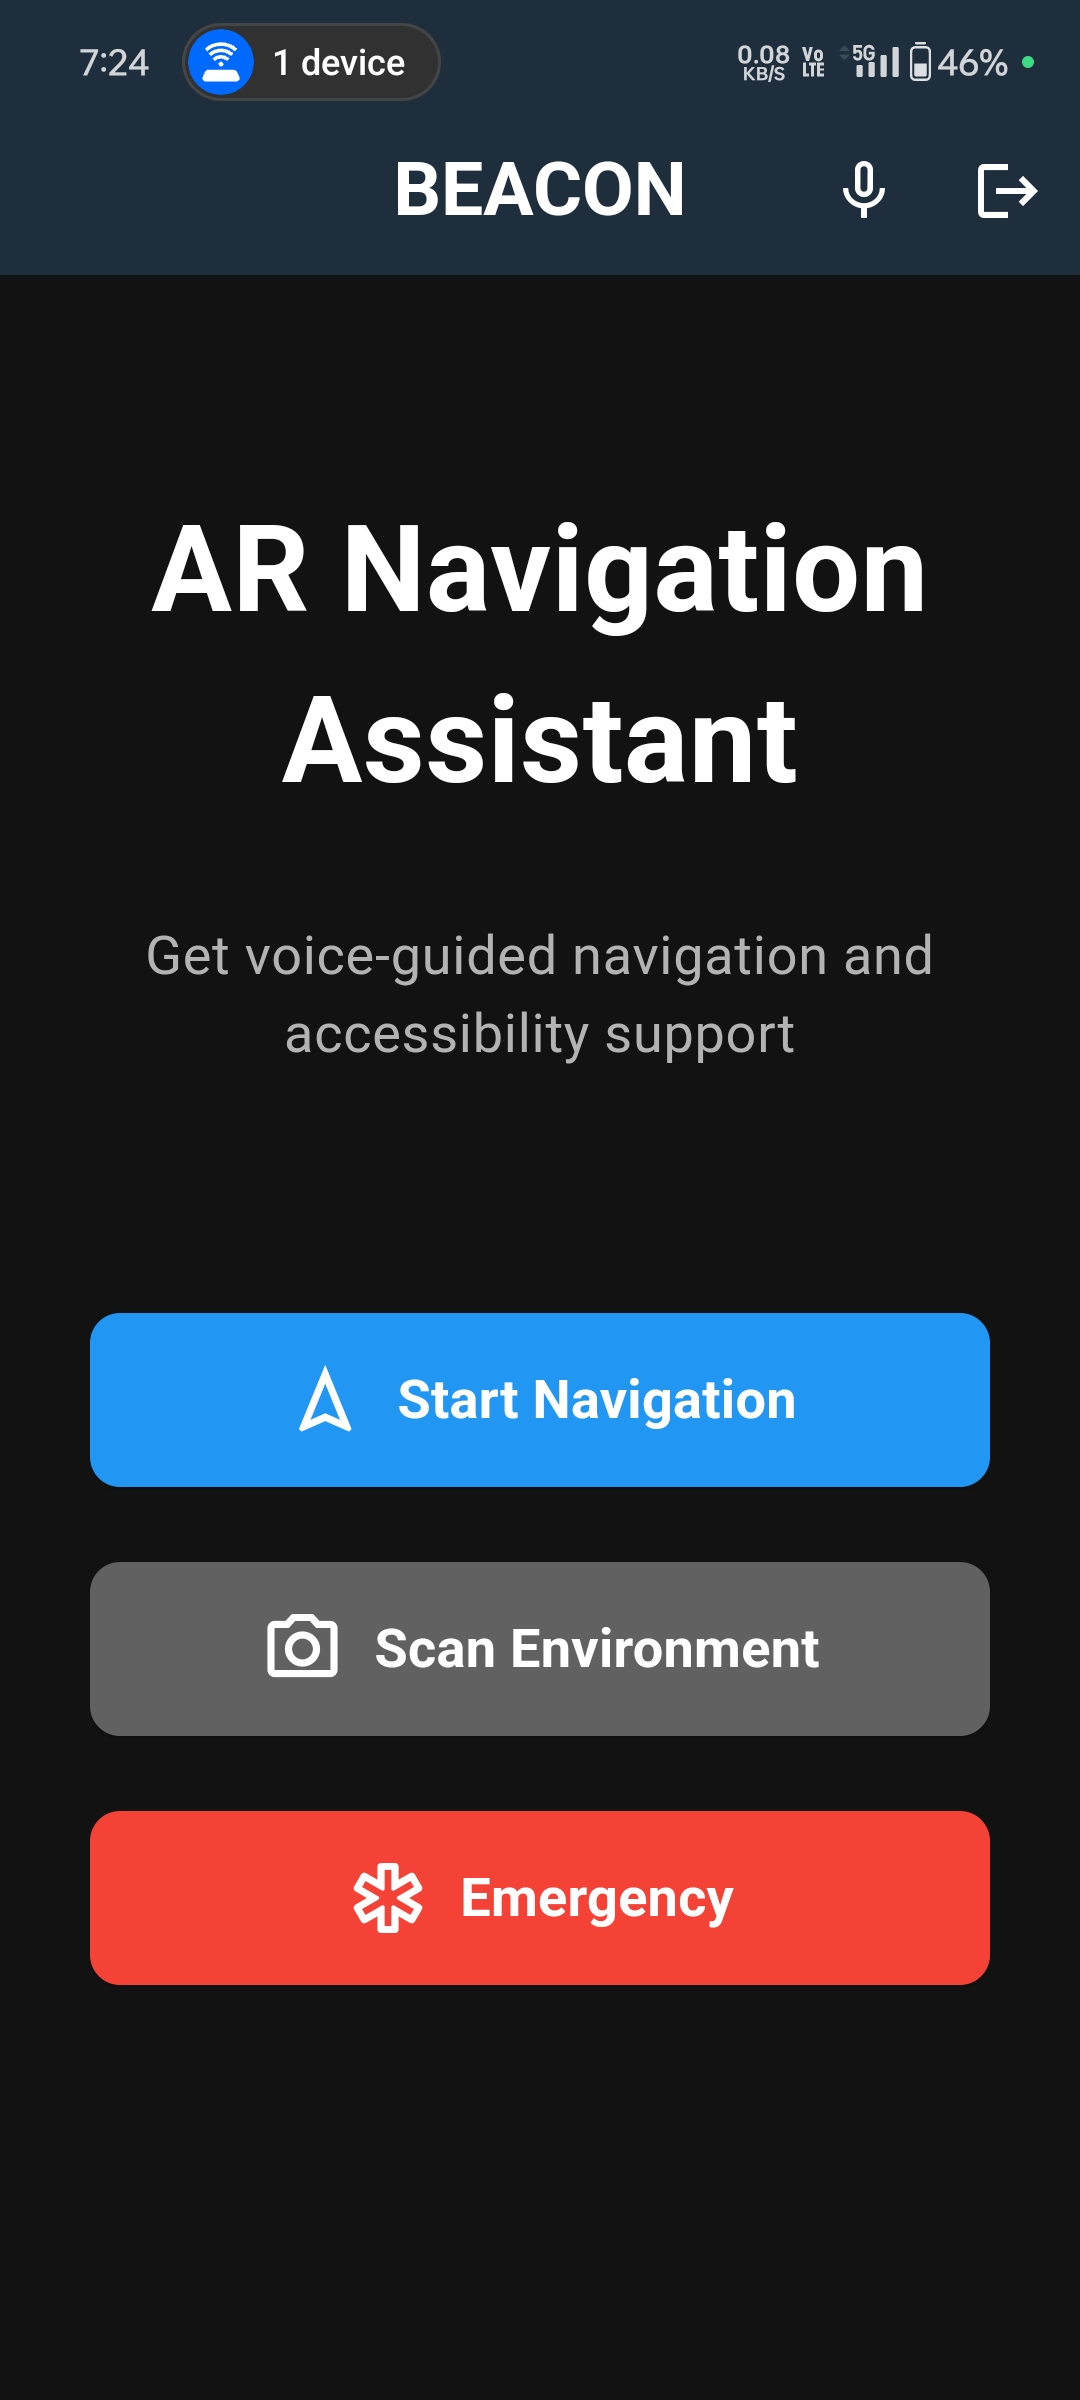 7:24 1 device 0.08 KB/S Vo LTE 5G 46%
BEACON
AR Navigation
Assistant
Get voice-guided navigation and
accessibility support
Start Navigation
Scan Environment
Emergency